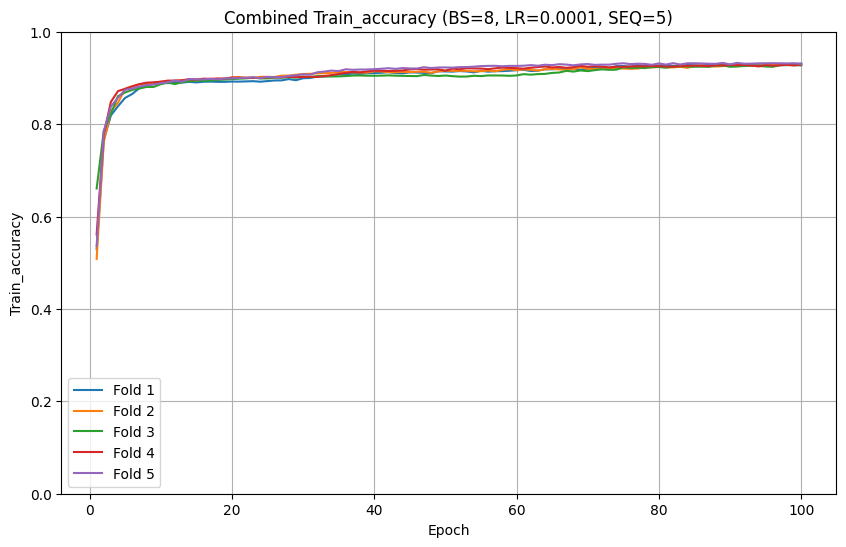 Combined Train_accuracy (BS=8, LR=0.0001, SEQ=5)
Train_accuracy
1.0
0.8
0.6
0.4
0.2
0.0
Fold 1
Fold 2
Fold 3
Fold 4
Fold 5
0 20 40 60 80 100
Epoch